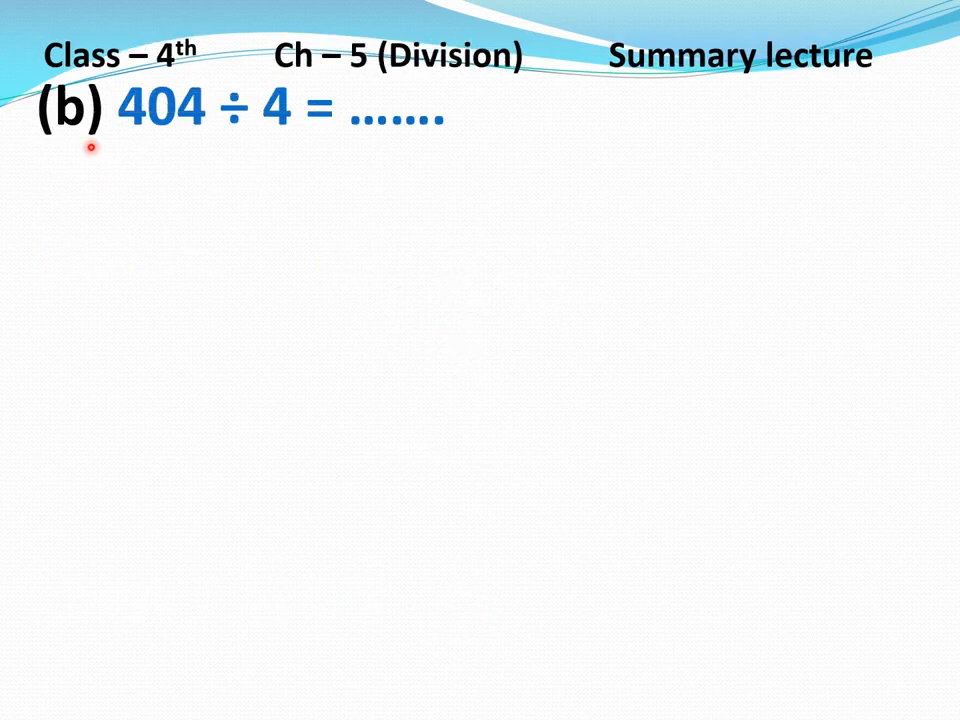 Class – 4th Ch – 5 (Division) Summary lecture
(b) 404 ÷ 4 = …….